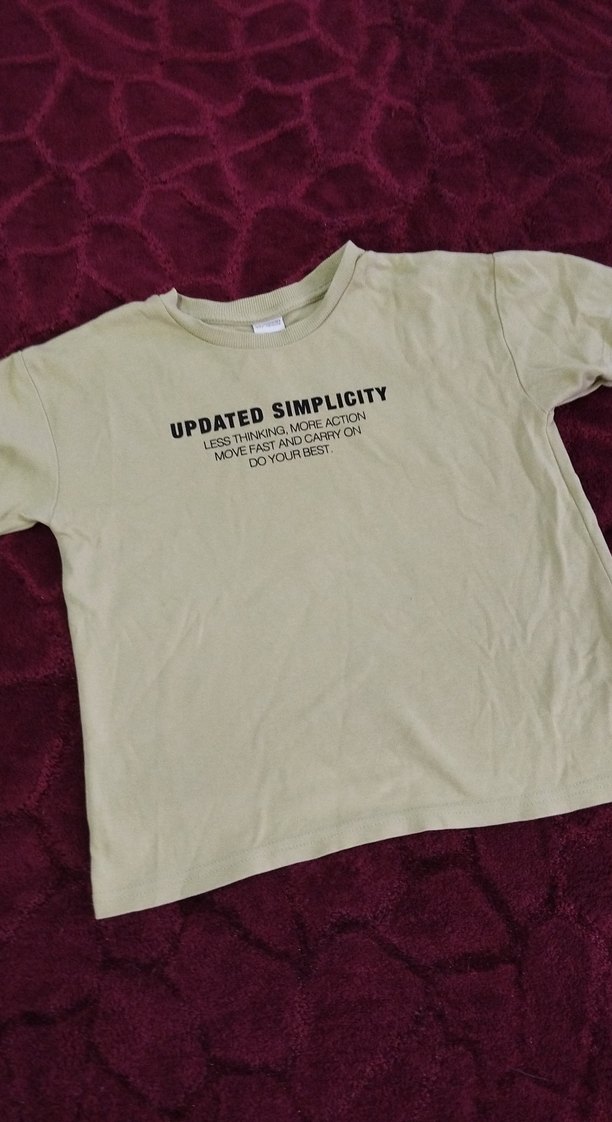 UPDATED SIMPLICITY
LESS THINKING, MORE ACTION
MOVE FAST AND CARRY ON
DO YOUR BEST.